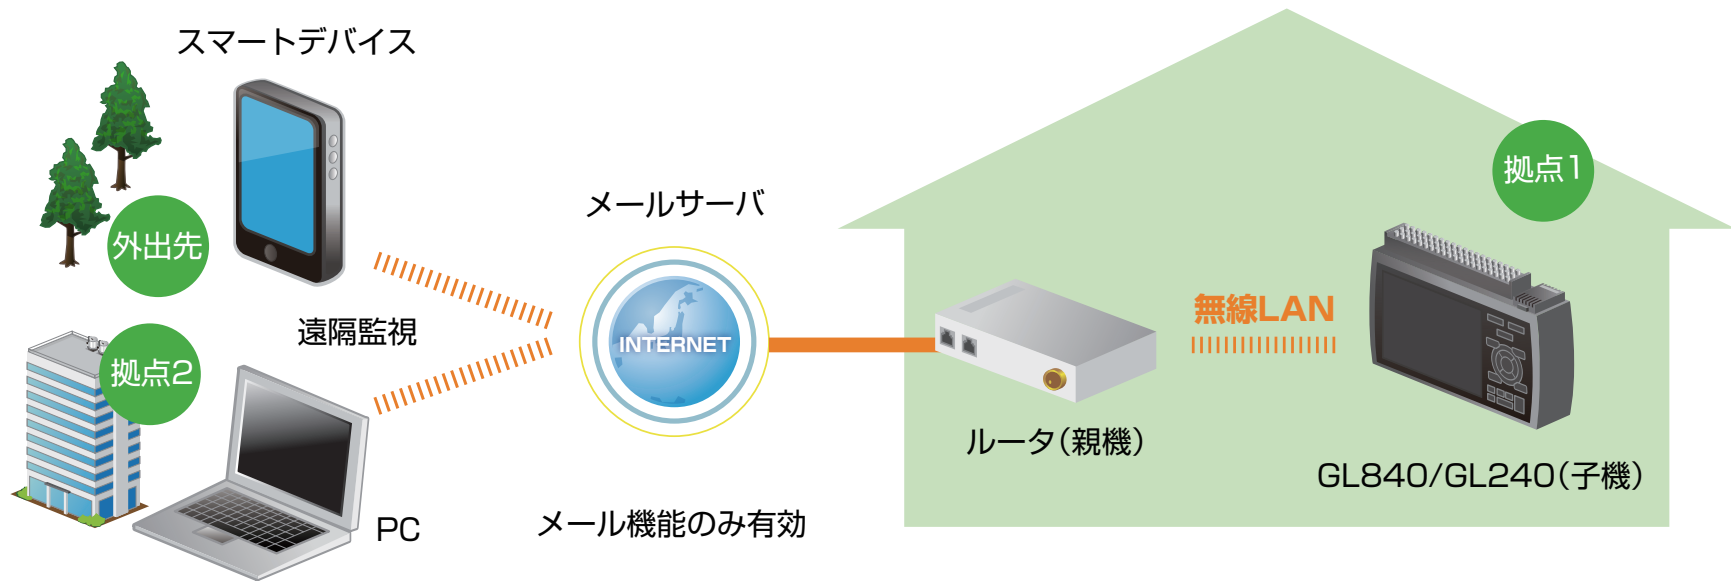 スマートデバイス
外出先
遠隔監視
拠点2
PC
メールサーバ
INTERNET
メール機能のみ有効
拠点1
無線LAN
ルータ(親機)
GL840/GL240(子機)